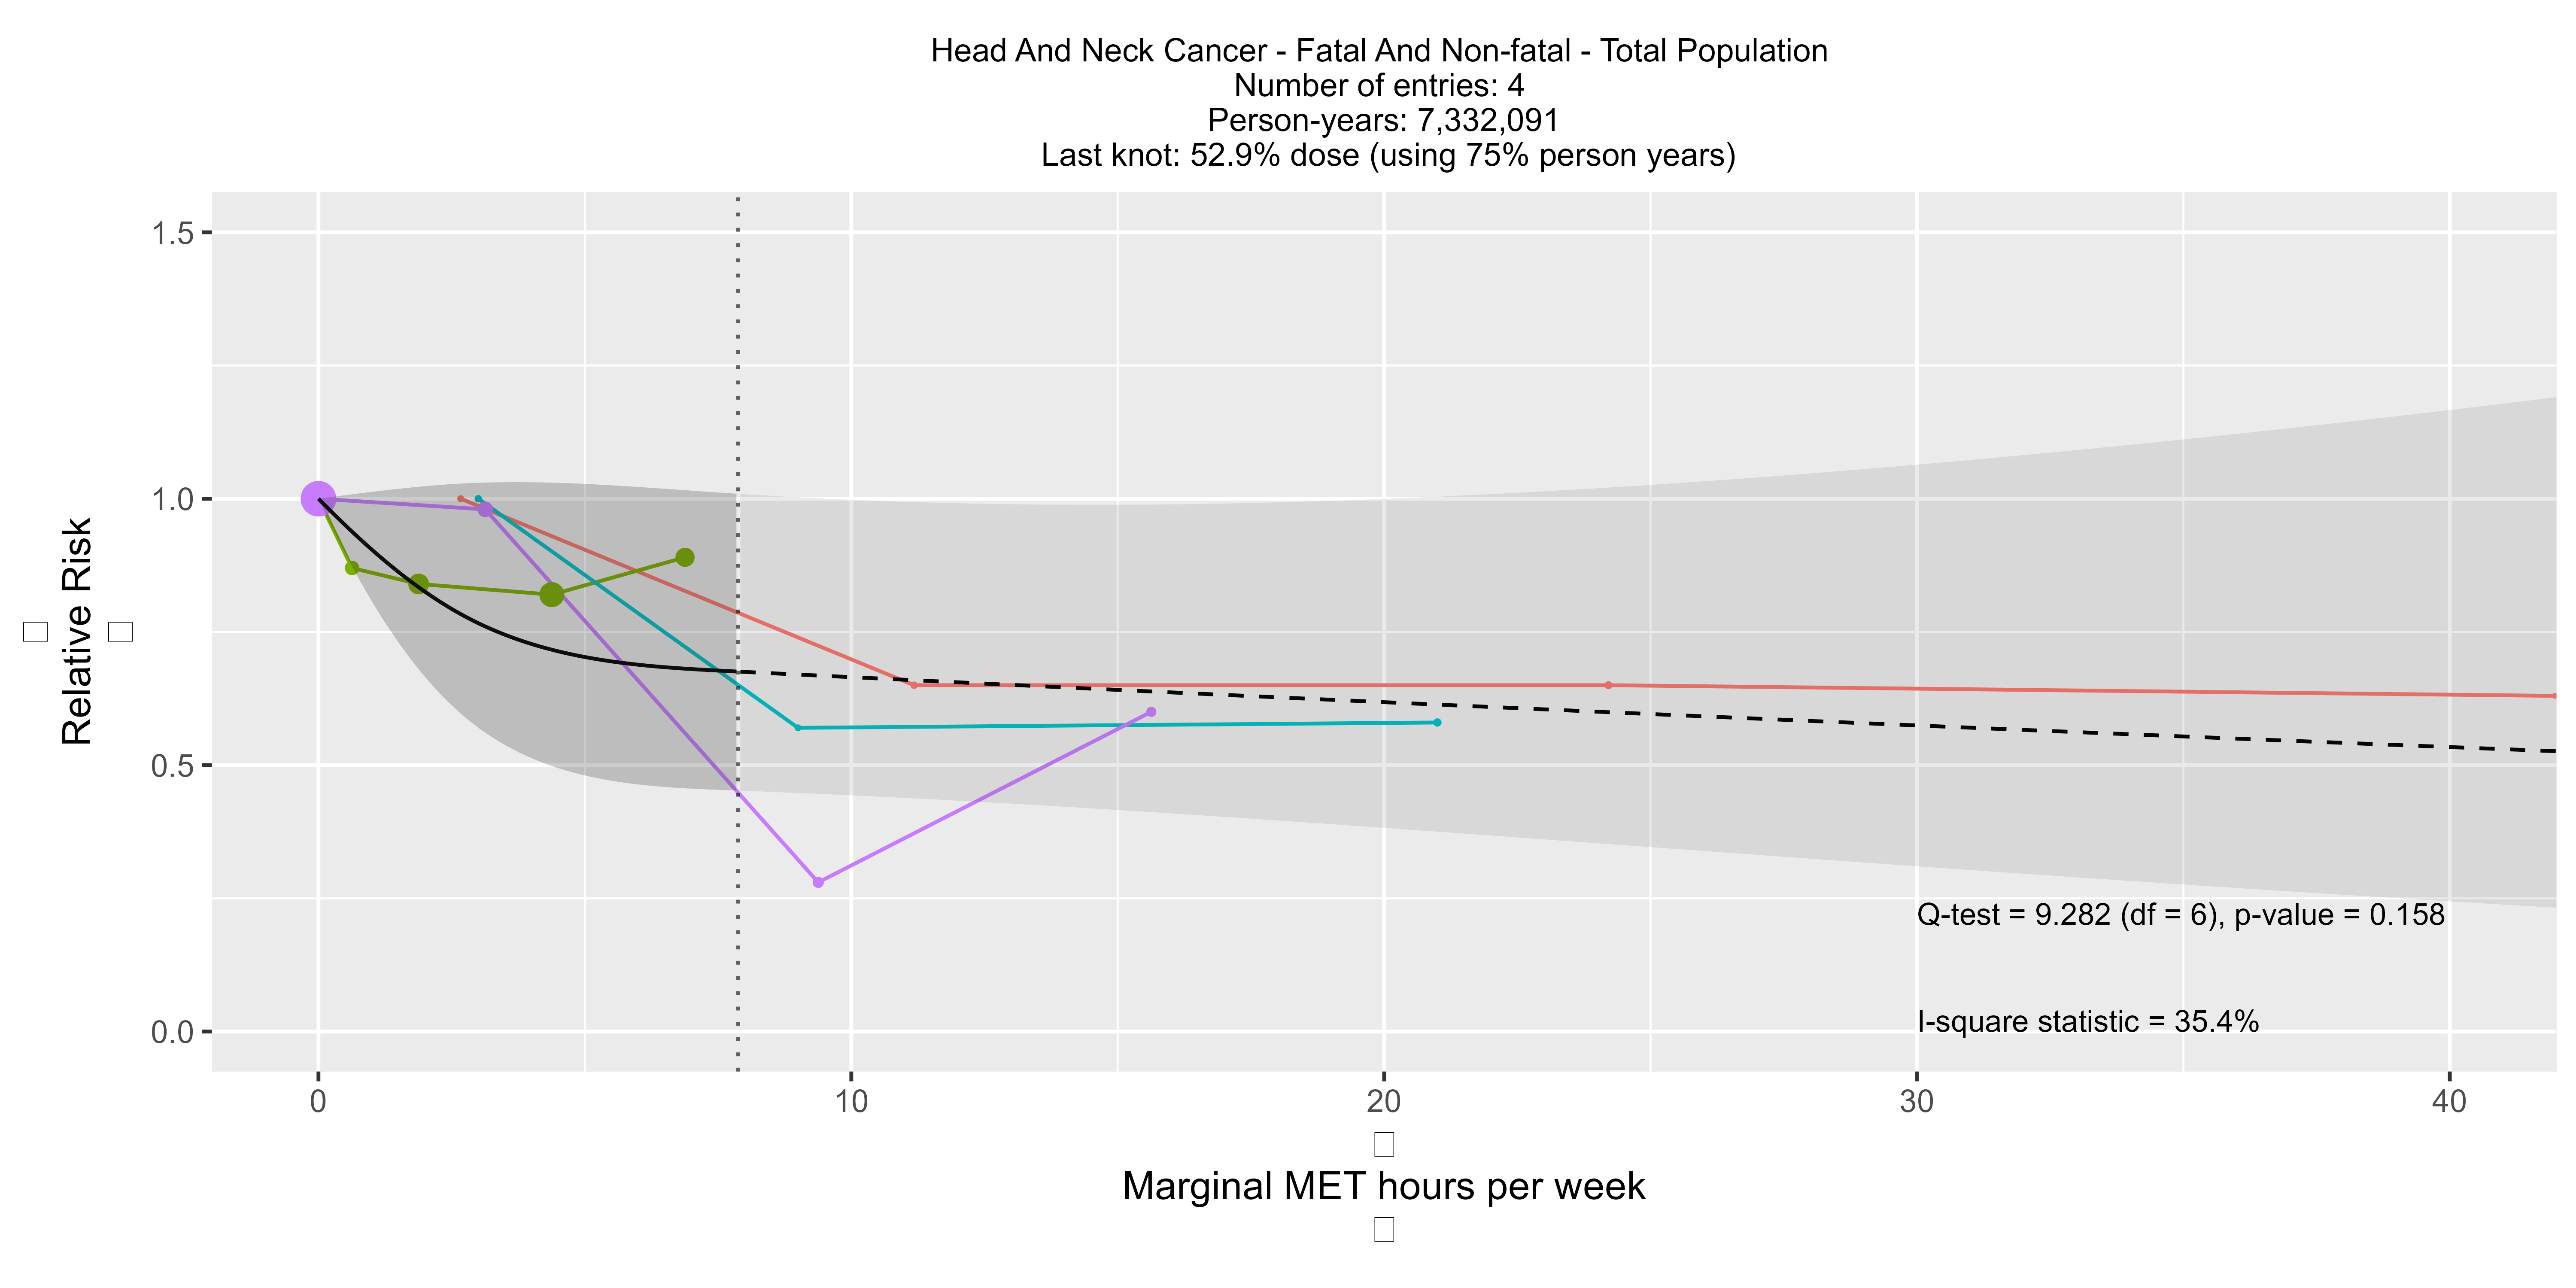 Head And Neck Cancer - Fatal And Non-fatal - Total Population
Number of entries: 4
Person-years: 7,332,091
Last knot: 52.9% dose (using 75% person years)
1.5
1.0
0.5
0.0
Relative Risk
Q-test = 9.282 (df = 6), p-value = 0.158
I-square statistic = 35.4%
0 10 20 30 40
Marginal MET hours per week